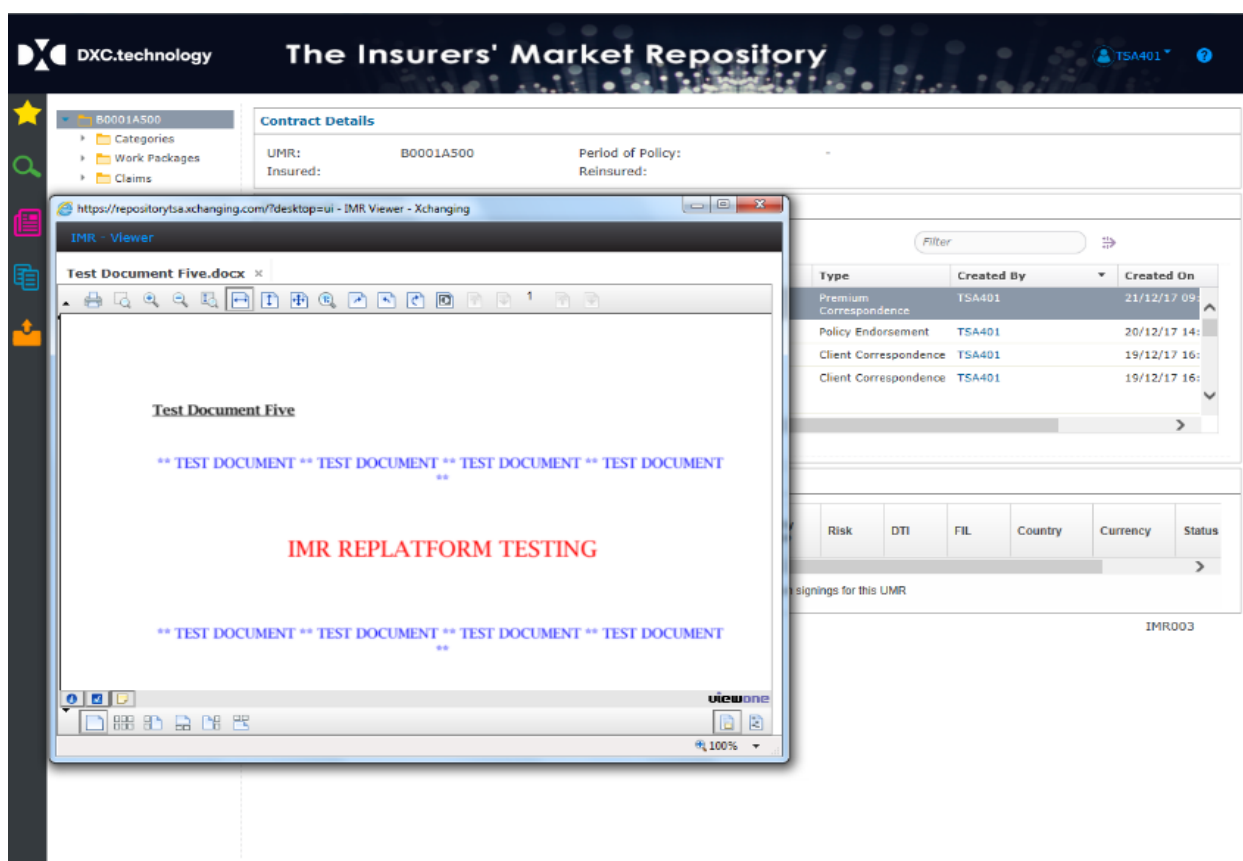 DXC.technology
The Insurers' Market Repository
TSA401
?
B0001A500
Categories
Work Packages
Claims
Contract Details
UMR: B0001A500 Period of Policy: -
Insured: Reinsured:
https://repositorytsa.xchanging.com/?desktop=ui - IMR Viewer - Xchanging
IMR - Viewer
Test Document Five.docx ×
1
Test Document Five
** TEST DOCUMENT ** TEST DOCUMENT ** TEST DOCUMENT ** TEST DOCUMENT
**
IMR REPLATFORM TESTING
** TEST DOCUMENT ** TEST DOCUMENT ** TEST DOCUMENT ** TEST DOCUMENT
**
viewone
100%
Filter
Type Created By Created On
Premium TSA401 21/12/17 09:
Correspondence
Policy Endorsement TSA401 20/12/17 14:
Client Correspondence TSA401 19/12/17 16:
Client Correspondence TSA401 19/12/17 16:
Risk DTI FIL Country Currency Status
signings for this UMR
IMR003